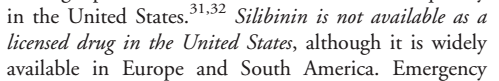 in the United States.31,32 Silibinin is not available as a
licensed drug in the United States, although it is widely
available in Europe and South America. Emergency